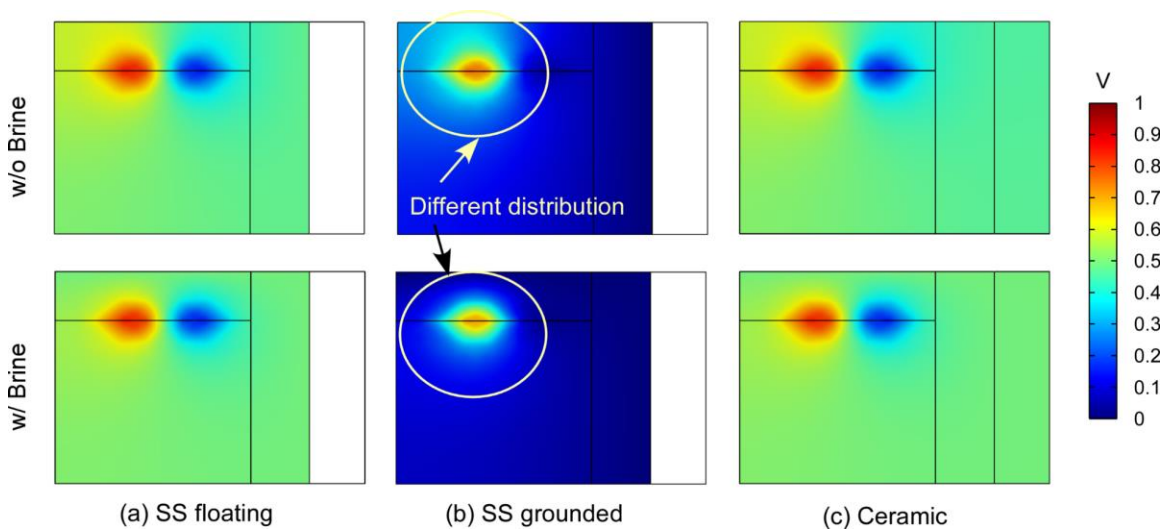 w/o Brine
Different distribution
w/ Brine
V
1
0.9
0.8
0.7
0.6
0.5
0.4
0.3
0.2
0.1
0
(a) SS floating
(b) SS grounded
(c) Ceramic